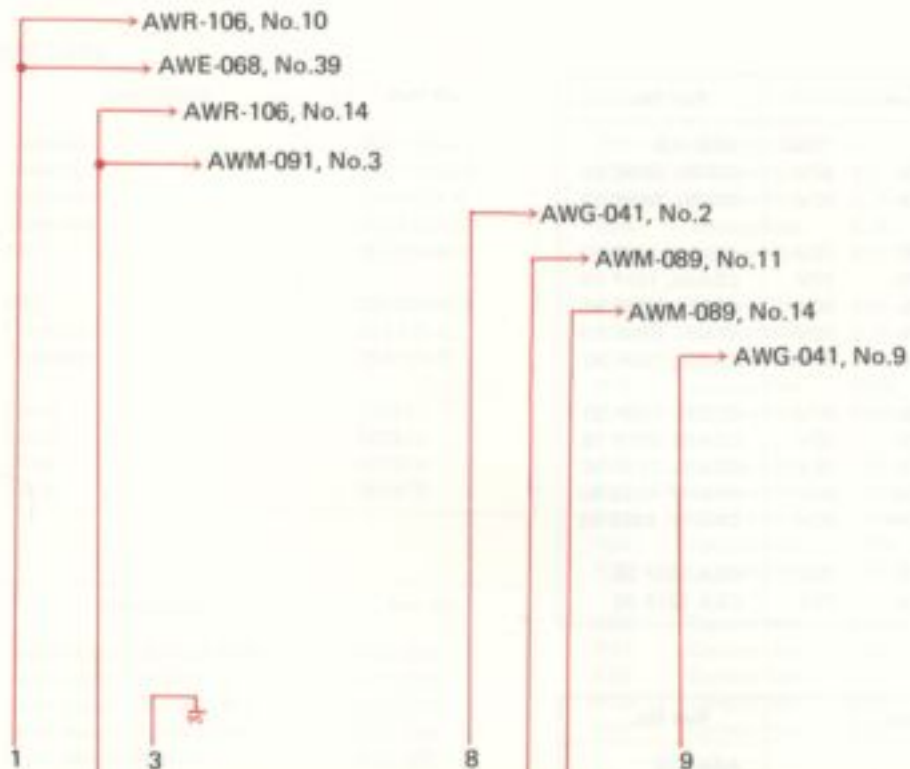 AWR-106, No.10
AWE-068, No.39
AWR-106, No.14
AWM-091, No.3
AWG-041, No.2
AWM-089, No.11
AWM-089, No.14
AWG-041, No.9
1 3 8 9